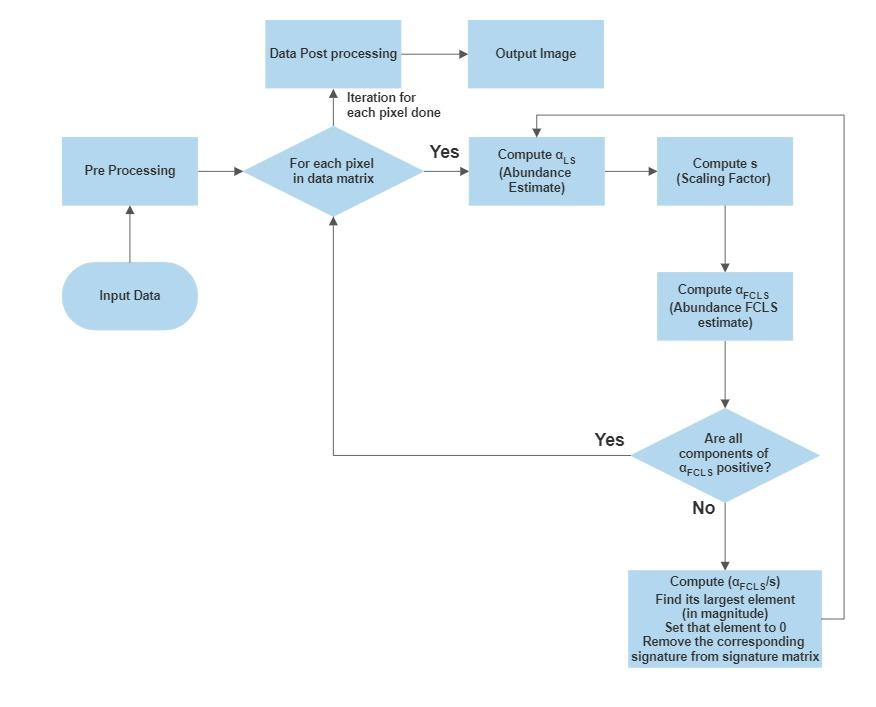 Data Post processing
Output Image
Iteration for
each pixel done
Pre Processing
For each pixel
in data matrix
Yes
Compute αLS
(Abundance
Estimate)
Compute s
(Scaling Factor)
Input Data
Compute αFCLS
(Abundance FCLS
estimate)
Are all
components of
αFCLS positive?
Yes
No
Compute (αFCLS/s)
Find its largest element
(in magnitude)
Set that element to 0
Remove the corresponding
signature from signature matrix